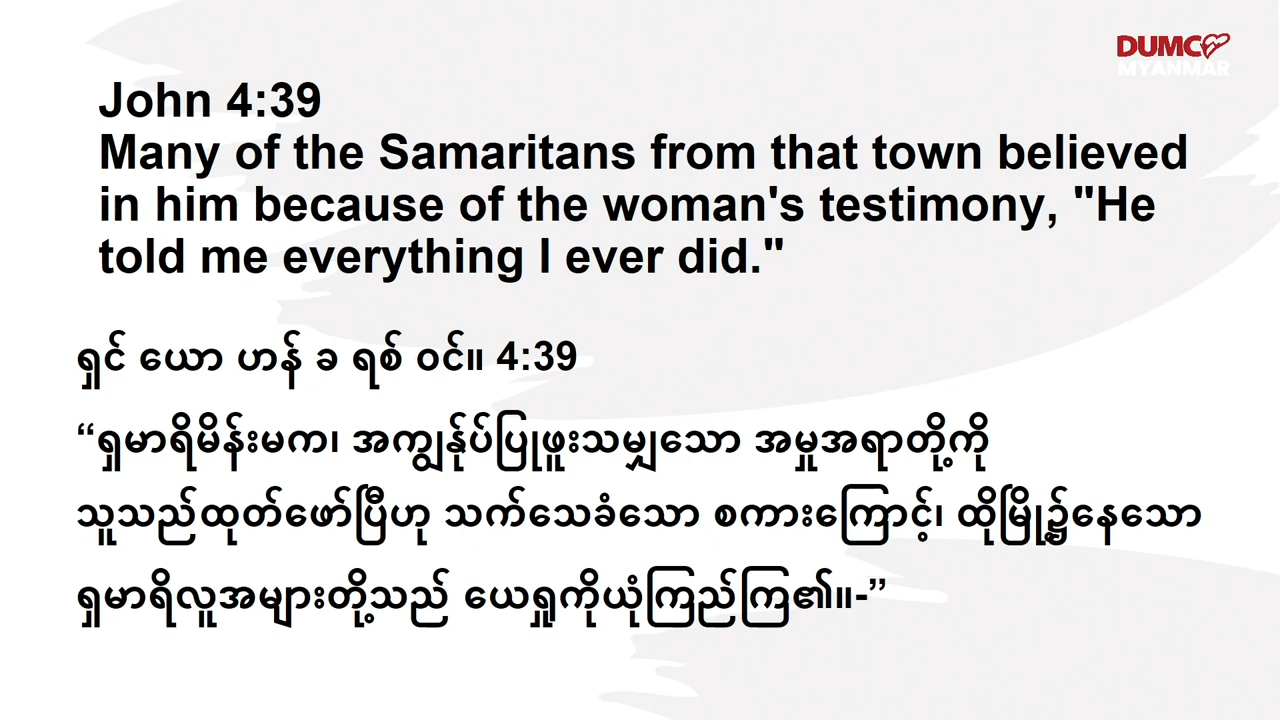 DUMC
MYANMAR
John 4:39
Many of the Samaritans from that town believed
in him because of the woman's testimony, "He
told me everything I ever did."
ရှင် ယော ဟန် ခ ရစ် ဝင်။ 4:39
“ရှမာရိမိန်းမက၊ အကျွန်ုပ်ပြုဖူးသမျှသော အမှုအရာတို့ကို
သူသည်ထုတ်ဖော်ပြီဟု သက်သေခံသော စကားကြောင့်၊ ထိုမြို့၌နေသော
ရှမာရိလူအများတို့သည် ယေရှုကိုယုံကြည်ကြ၏။-”